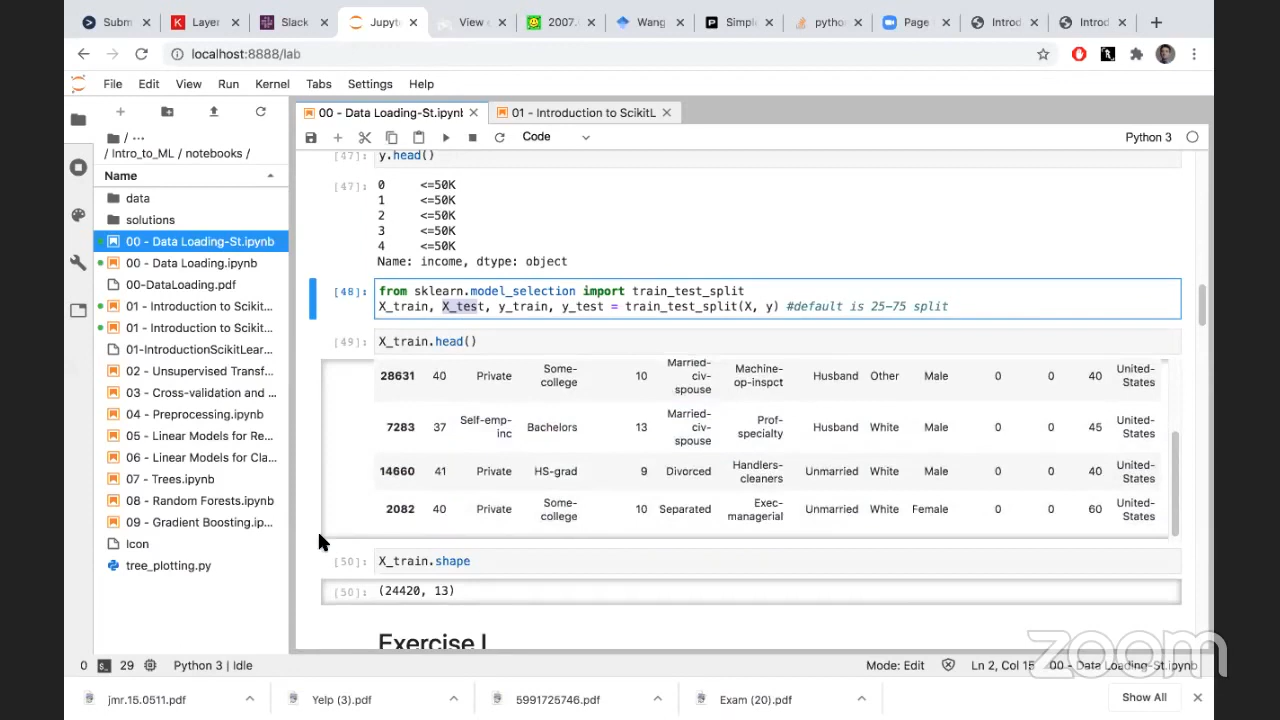 Subm
Layer
Slack
Jupyt
View o
2007.0
Wang
Simple
python
Page
Introd
Introd
localhost:8888/lab
File Edit View Run Kernel Tabs Settings Help
00 - Data Loading-St.ipynb
01 - Introduction to ScikitL
Code
Python 3
/ ···
/ Intro_to_ML / notebooks /
Name
data
solutions
00 - Data Loading-St.ipynb
00 - Data Loading.ipynb
00-DataLoading.pdf
01 - Introduction to Scikit...
01 - Introduction to Scikit...
01-IntroductionScikitLear...
02 - Unsupervised Transf...
03 - Cross-validation and ...
04 - Preprocessing.ipynb
05 - Linear Models for Re...
06 - Linear Models for Cla...
07 - Trees.ipynb
08 - Random Forests.ipynb
09 - Gradient Boosting.ip...
Icon
tree_plotting.py
[47]: y.head()
[47]: 0 <=50K
1 <=50K
2 <=50K
3 <=50K
4 <=50K
Name: income, dtype: object
[48]: from sklearn.model_selection import train_test_split
X_train, X_test, y_train, y_test = train_test_split(X, y) #default is 25-75 split
[49]: X_train.head()
28631 40 Private Some-college 10 Married-civ-spouse Machine-op-inspct Husband Other Male 0 0 40 United-States
7283 37 Self-emp-inc Bachelors 13 Married-civ-spouse Prof-specialty Husband White Male 0 0 45 United-States
14660 41 Private HS-grad 9 Divorced Handlers-cleaners Unmarried White Male 0 0 40 United-States
2082 40 Private Some-college 10 Separated Exec-managerial Unmarried White Female 0 0 60 United-States
[50]: X_train.shape
[50]: (24420, 13)
Exercise I
zoom
0 29 Python 3 | Idle
Mode: Edit Ln 2, Col 15 00 - Data Loading-St.ipynb
jmr.15.0511.pdf
Yelp (3).pdf
5991725746.pdf
Exam (20).pdf
Show All